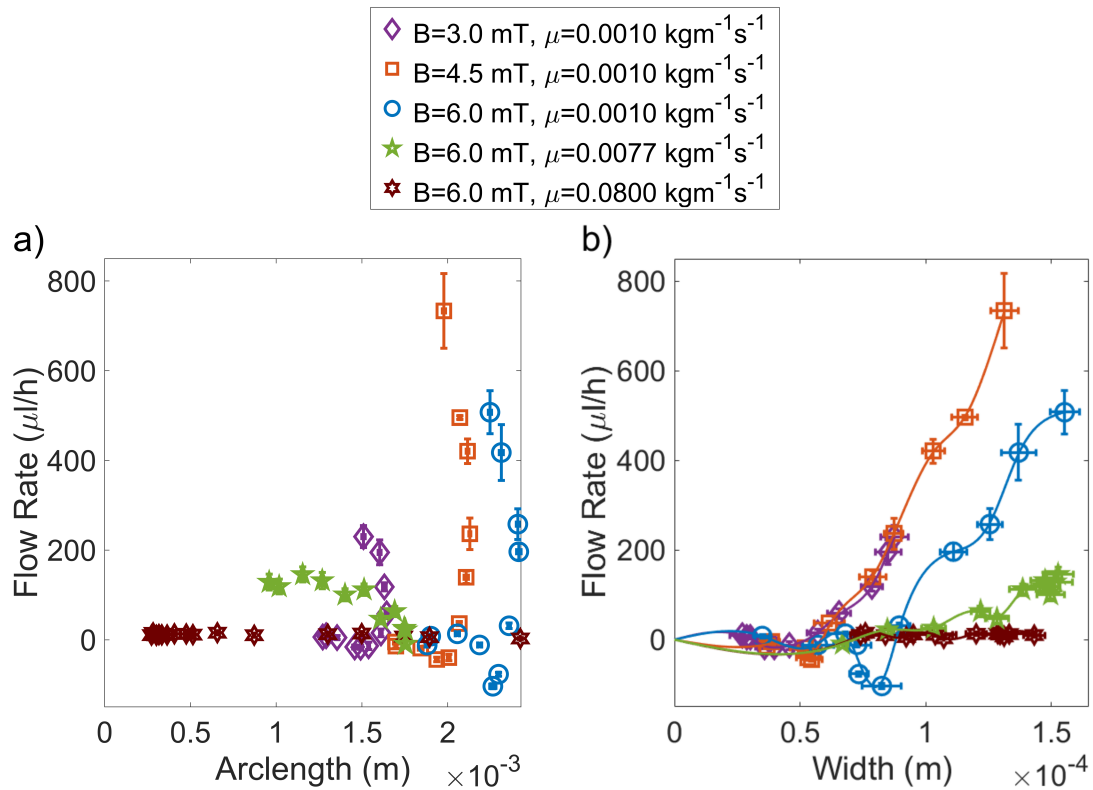 B=3.0 mT, μ=0.0010 kgm⁻¹s⁻¹
B=4.5 mT, μ=0.0010 kgm⁻¹s⁻¹
B=6.0 mT, μ=0.0010 kgm⁻¹s⁻¹
B=6.0 mT, μ=0.0077 kgm⁻¹s⁻¹
B=6.0 mT, μ=0.0800 kgm⁻¹s⁻¹
a)
Flow Rate (μl/h)
800
600
400
200
0
0 0.5 1 1.5 2
Arclength (m)
×10⁻³
b)
Flow Rate (μl/h)
800
600
400
200
0
0 0.5 1 1.5
Width (m)
×10⁻⁴